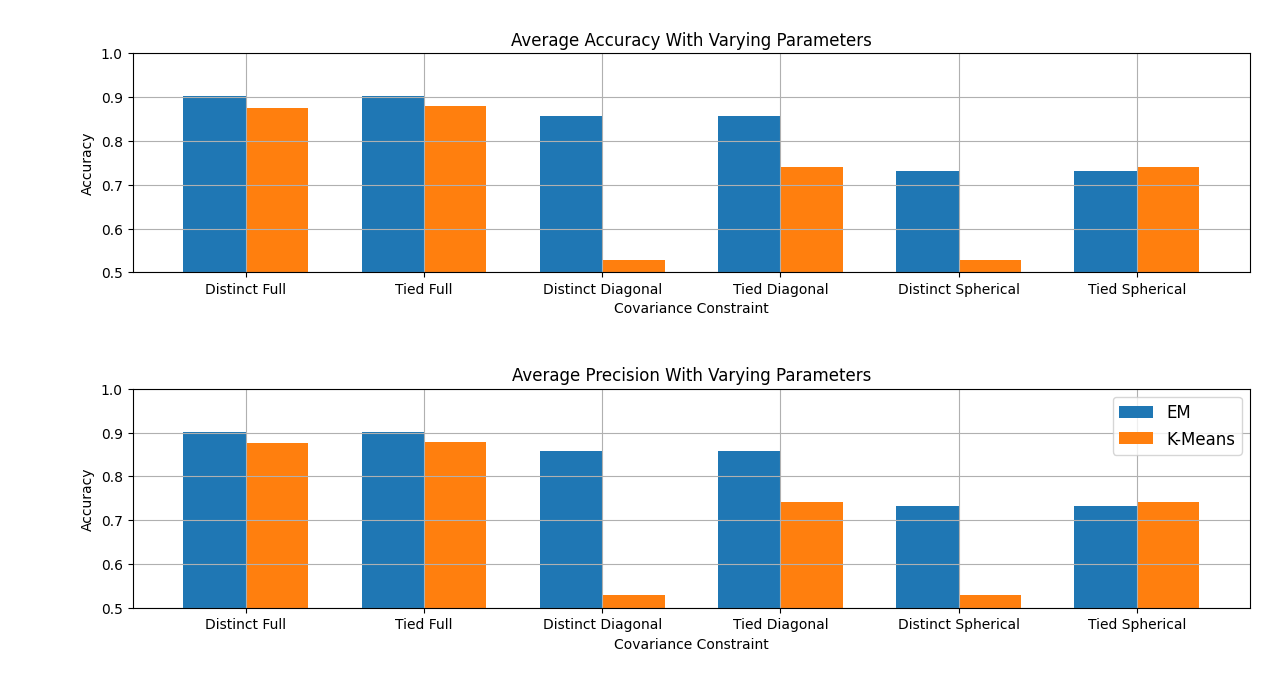 Average Accuracy With Varying Parameters
1.0
0.9
0.8
0.7
0.6
0.5
Accuracy
Distinct Full Tied Full Distinct Diagonal Tied Diagonal Distinct Spherical Tied Spherical
Covariance Constraint
Average Precision With Varying Parameters
1.0
0.9
0.8
0.7
0.6
0.5
Accuracy
EM
K-Means
Distinct Full Tied Full Distinct Diagonal Tied Diagonal Distinct Spherical Tied Spherical
Covariance Constraint